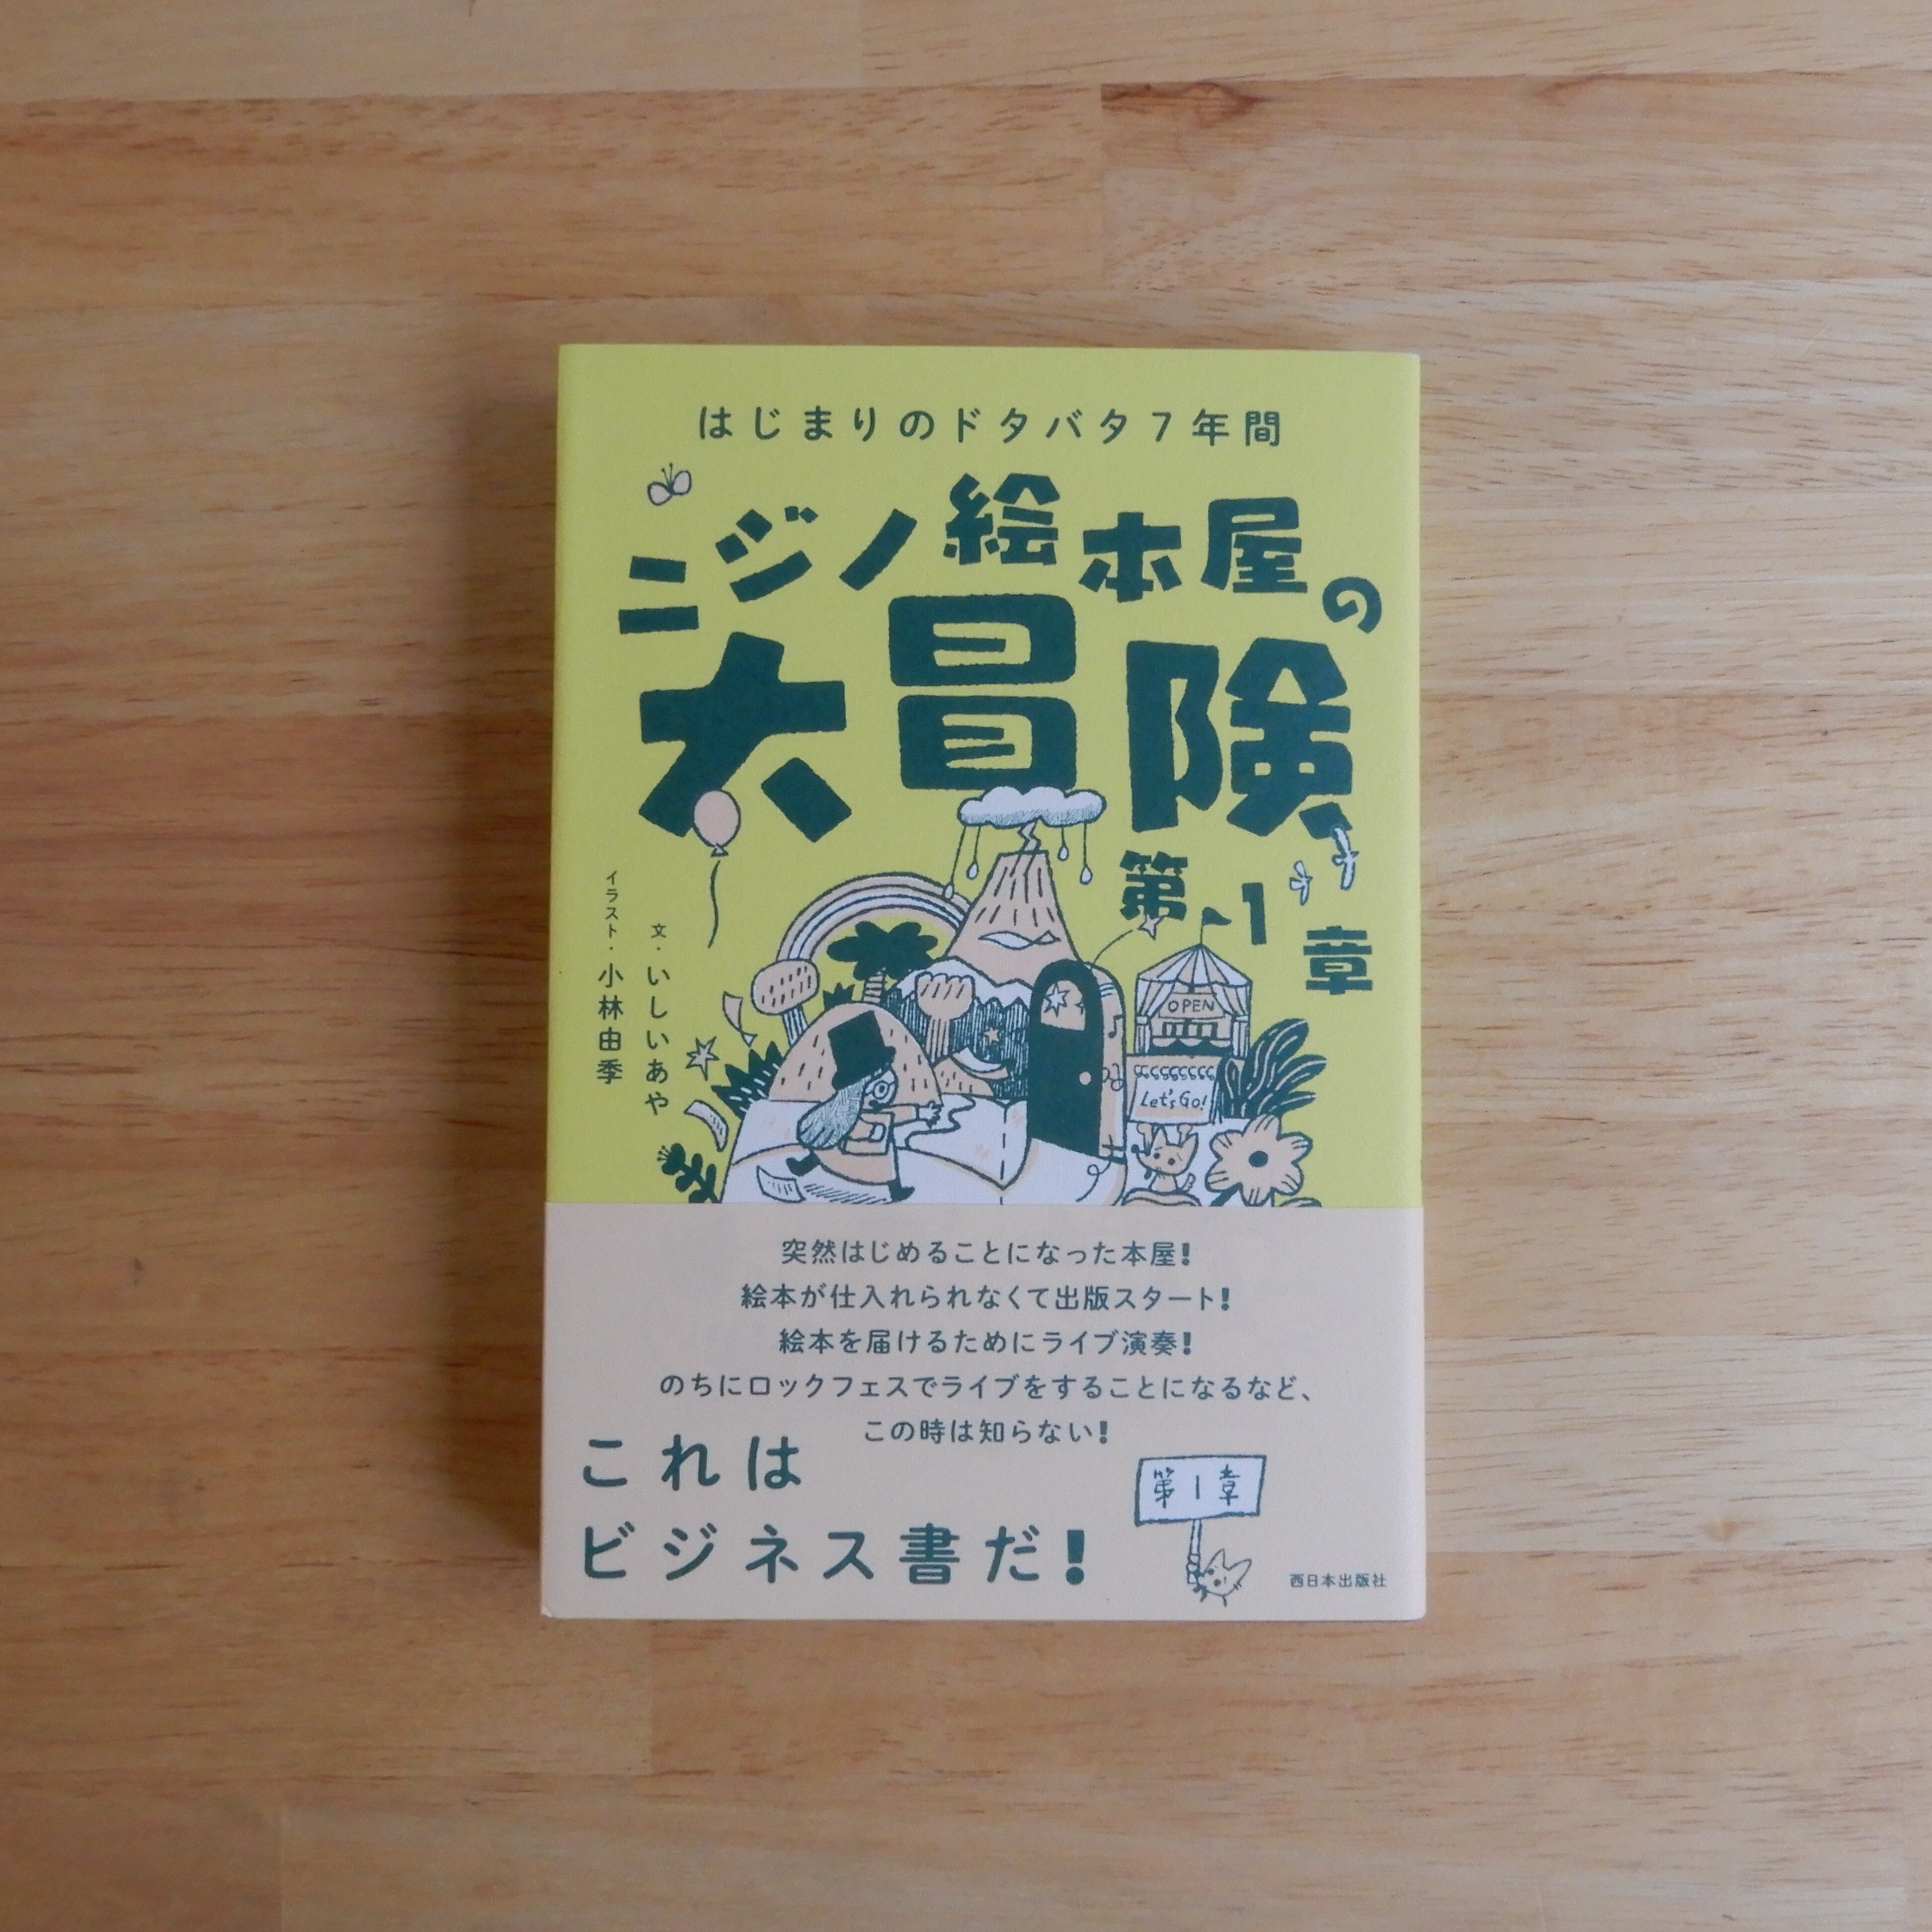 はじまりのドタバタ7年間
ニジノ絵本屋の
大冒険
第1章
文・いしいあや
イラスト・小林由季
OPEN
Let's Go!
突然はじめることになった本屋!
絵本が仕入れられなくて出版スタート!
絵本を届けるためにライブ演奏!
のちにロックフェスでライブをすることになるなど、
この時は知らない!
これは
ビジネス書だ!
第1章
西日本出版社